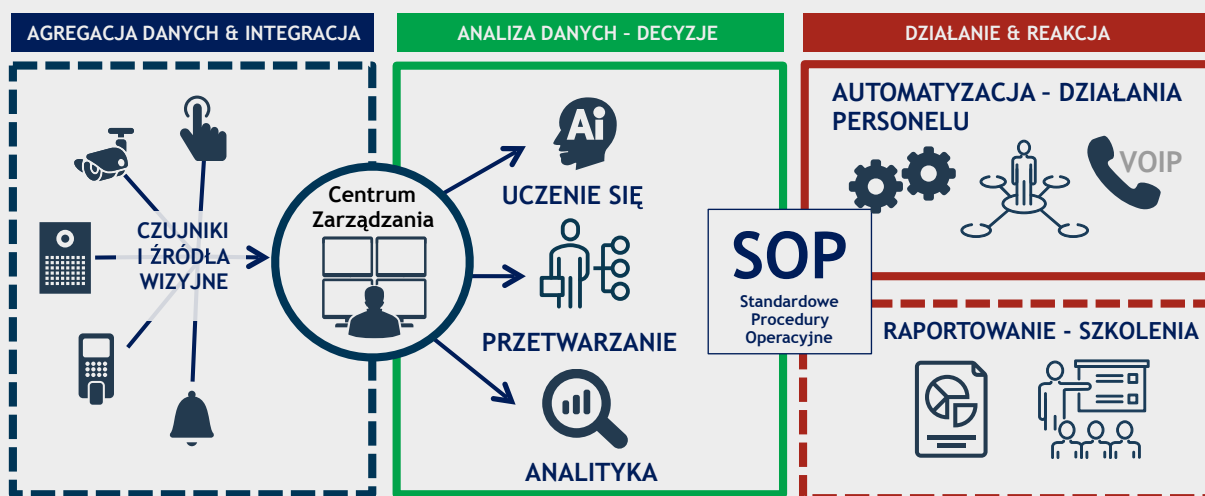 AGREGACJA DANYCH & INTEGRACJA
CZUJNIKI
I ŹRÓDŁA
WIZYJNE
Centrum
Zarządzania
ANALIZA DANYCH - DECYZJE
Ai
UCZENIE SIĘ
PRZETWARZANIE
ANALITYKA
SOP
Standardowe
Procedury
Operacyjne
DZIAŁANIE & REAKCJA
AUTOMATYZACJA - DZIAŁANIA
PERSONELU
VOIP
RAPORTOWANIE - SZKOLENIA